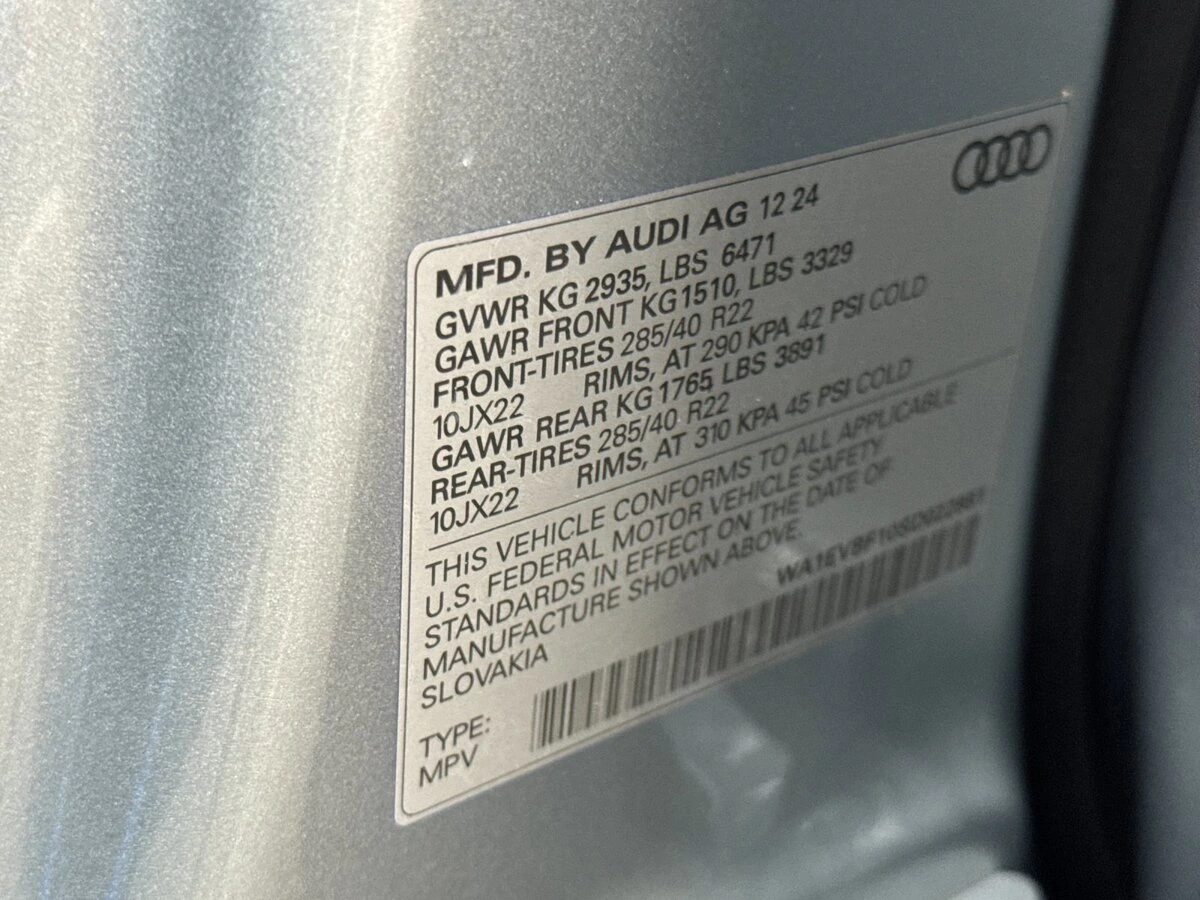 MFD. BY AUDI AG 12 24
GVWR KG 2935, LBS 6471
GAWR FRONT KG1510, LBS 3329
FRONT-TIRES 285/40 R22
10JX22 RIMS, AT 290 KPA 42 PSI COLD
GAWR REAR KG1765 LBS 3891
REAR-TIRES 285/40 R22
10JX22 RIMS, AT 310 KPA 45 PSI COLD
THIS VEHICLE CONFORMS TO ALL APPLICABLE
U.S. FEDERAL MOTOR VEHICLE SAFETY
STANDARDS IN EFFECT ON THE DATE OF
MANUFACTURE SHOWN ABOVE.
SLOVAKIA
TYPE:
MPV